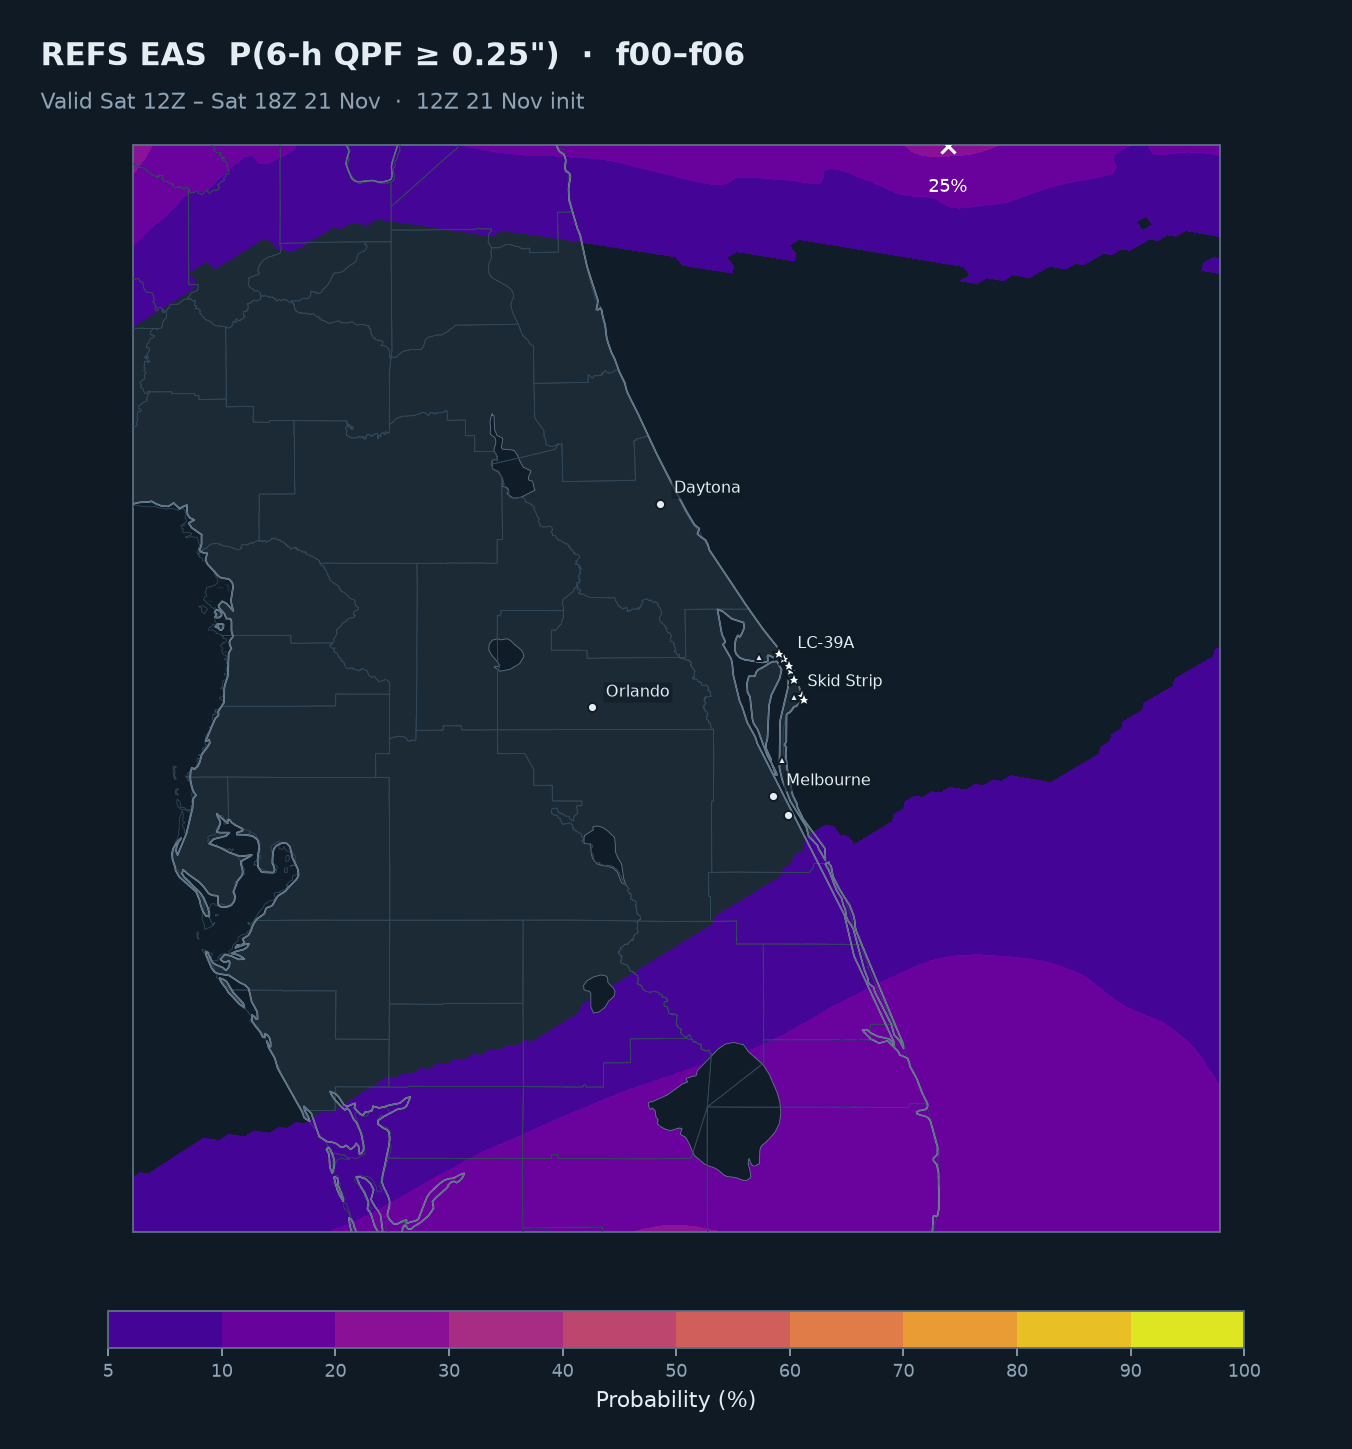 REFS EAS  P(6-h QPF ≥ 0.25")  ·  f00–f06
Valid Sat 12Z – Sat 18Z 21 Nov  ·  12Z 21 Nov init
25%
Daytona
LC-39A
Skid Strip
Orlando
Melbourne
5 10 20 30 40 50 60 70 80 90 100
Probability (%)